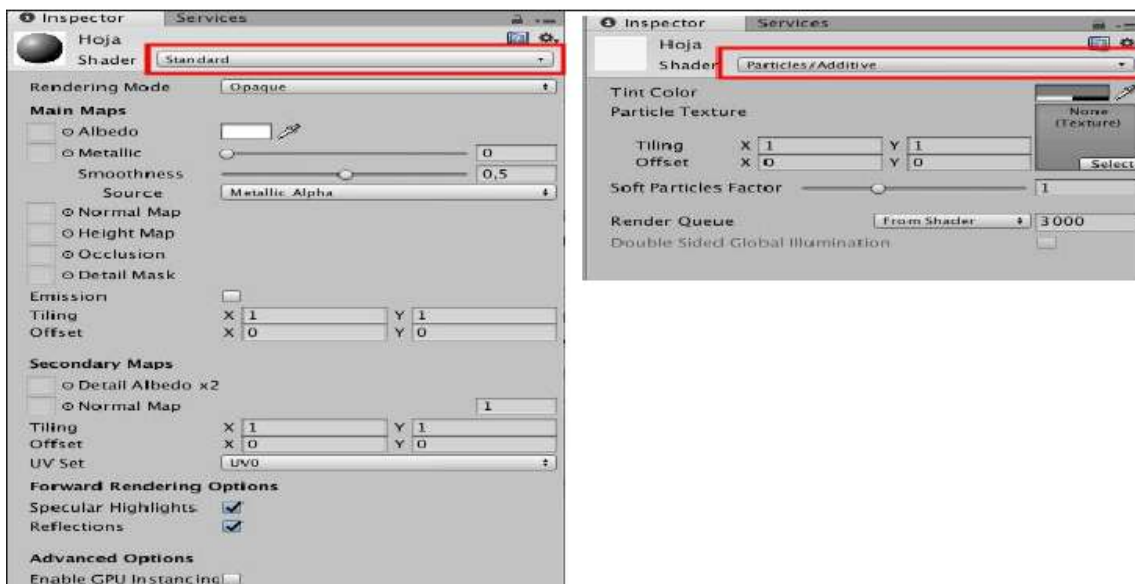 Inspector Services
Hoja
Shader Standard
Rendering Mode Opaque
Main Maps
Albedo
Metallic 0
Smoothness 0,5
Source Metallic Alpha
Normal Map
Height Map
Occlusion
Detail Mask
Emission
Tiling X 1 Y 1
Offset X 0 Y 0
Secondary Maps
Detail Albedo x2
Normal Map 1
Tiling X 1 Y 1
Offset X 0 Y 0
UV Set UV0
Forward Rendering Options
Specular Highlights
Reflections
Advanced Options
Enable GPU Instancing
Inspector Services
Hoja
Shader Particles/Additive
Tint Color
Particle Texture None
(Texture)
Tiling X 1 Y 1
Offset X 0 Y 0
Select
Soft Particles Factor 1
Render Queue From Shader 3000
Double Sided Global Illumination